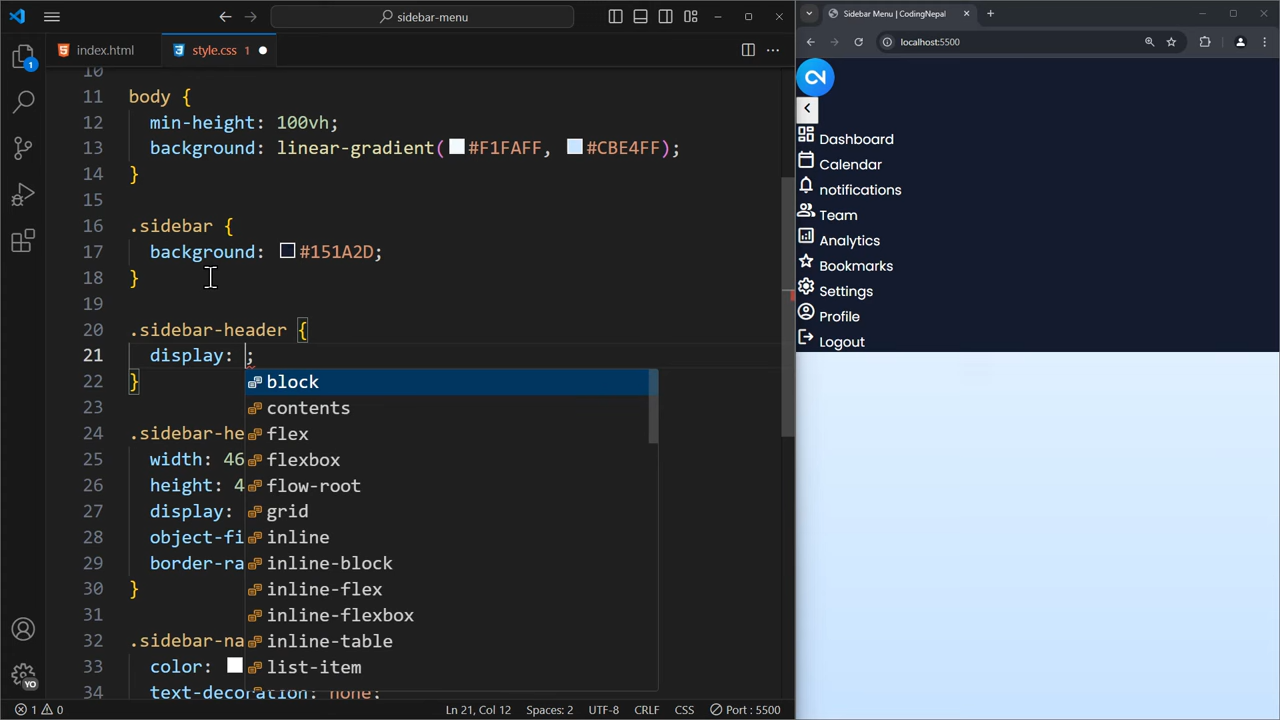 sidebar-menu
index.html
style.css 1
10
11 body {
12 min-height: 100vh;
13 background: linear-gradient(#F1FAFF, #CBE4FF);
14 }
15
16 .sidebar {
17 background: #151A2D;
18 }
19
20 .sidebar-header {
21 display: ;
22 }
23
24 .sidebar-he
25 width: 46
26 height: 4
27 display:
28 object-fi
29 border-ra
30 }
31
32 .sidebar-na
33 color:
34 text-decoration: none;
block
contents
flex
flexbox
flow-root
grid
inline
inline-block
inline-flex
inline-flexbox
inline-table
list-item
1
YO
1 0
Ln 21, Col 12
Spaces: 2
UTF-8
CRLF
CSS
Port : 5500
Sidebar Menu | CodingNepal
localhost:5500
Dashboard
Calendar
notifications
Team
Analytics
Bookmarks
Settings
Profile
Logout